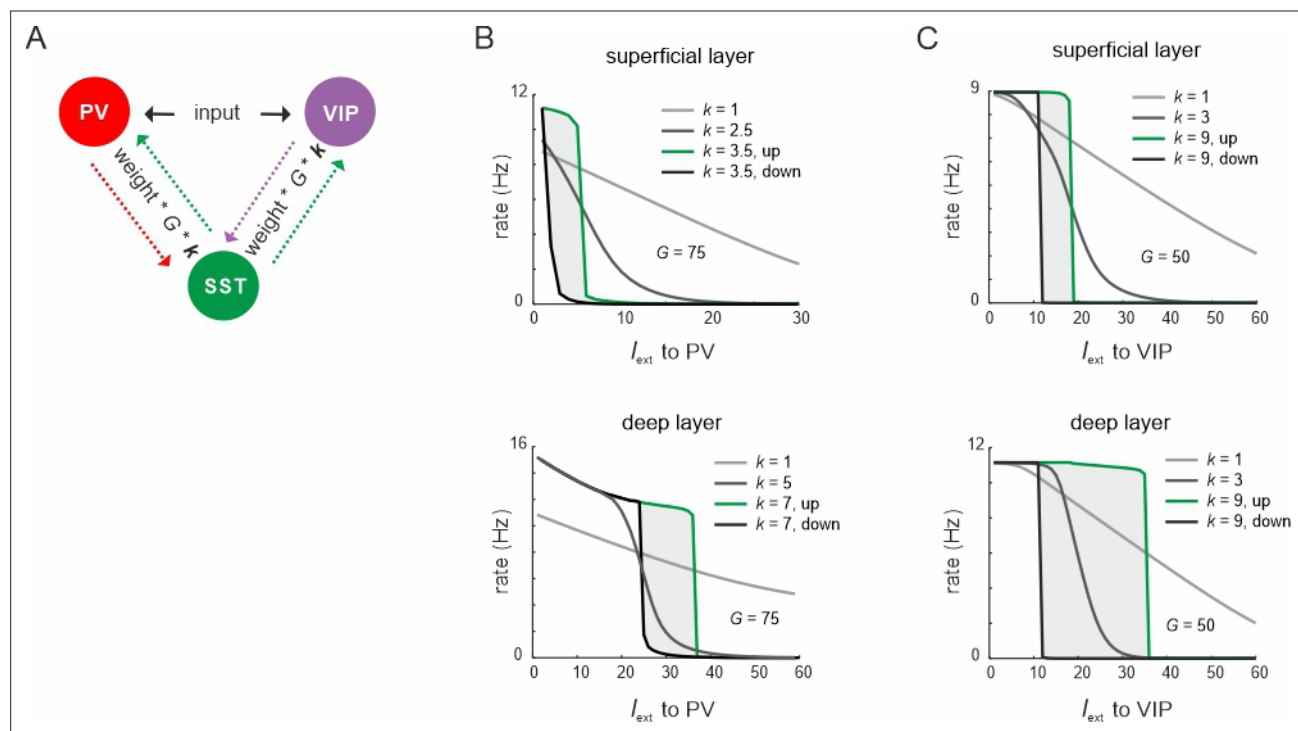 A
PV
input
VIP
weight * G * k
weight * G * k
SST
B
superficial layer
12
rate (Hz)
0
k = 1
k = 2.5
k = 3.5, up
k = 3.5, down
G = 75
0 10 20 30
Iext to PV
deep layer
16
rate (Hz)
0
k = 1
k = 5
k = 7, up
k = 7, down
G = 75
0 10 20 30 40 50 60
Iext to PV
C
superficial layer
9
rate (Hz)
0
k = 1
k = 3
k = 9, up
k = 9, down
G = 50
0 10 20 30 40 50 60
Iext to VIP
deep layer
12
rate (Hz)
0
k = 1
k = 3
k = 9, up
k = 9, down
G = 50
0 10 20 30 40 50 60
Iext to VIP